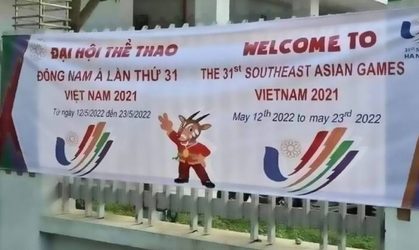 ĐẠI HỘI THỂ THAO
ĐÔNG NAM Á LẦN THỨ 31
VIỆT NAM 2021
Từ ngày 12/5/2022 đến 23/5/2022
WELCOME TO
THE 31st SOUTHEAST ASIAN GAMES
VIETNAM 2021
May 12th 2022 to may 23rd 2022